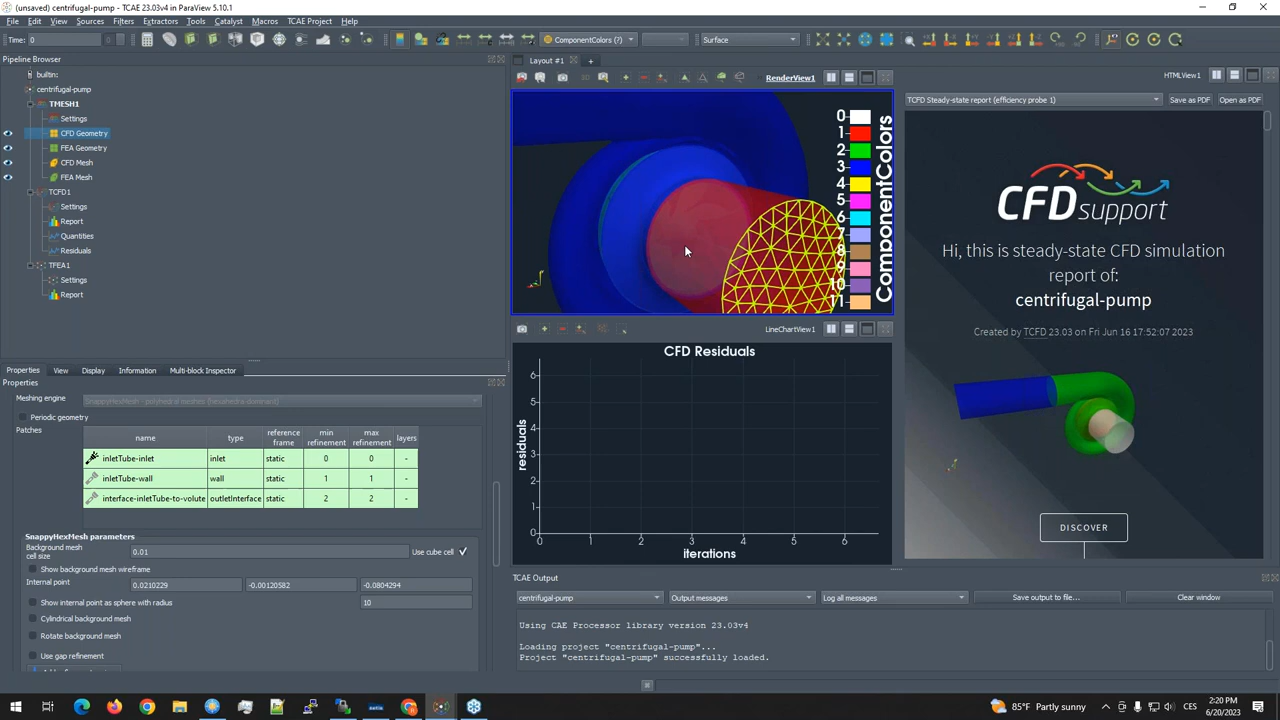 (unsaved) centrifugal-pump - TCAE 23.03v4 in ParaView 5.10.1
File Edit View Sources Filters Extractors Tools Catalyst Macros TCAE Project Help
Time: 0
ComponentColors (?)
Surface
Pipeline Browser
builtin:
centrifugal-pump
TMESH1
Settings
CFD Geometry
FEA Geometry
CFD Mesh
FEA Mesh
TCFD1
Settings
Report
Quantities
Residuals
TFEA1
Settings
Report
Properties View Display Information Multi-block Inspector
Properties
Meshing engine SnappyHexMesh - polyhedral meshes (hexahedra-dominant)
Periodic geometry
Patches
name type reference frame min refinement max refinement layers
inletTube-inlet inlet static 0 0 -
inletTube-wall wall static 1 1 -
interface-inletTube-to-volute outletInterface static 2 2 -
SnappyHexMesh parameters
Background mesh cell size 0.01 Use cube cell
Show background mesh wireframe
Internal point 0.0210229 -0.00120582 -0.0804294
Show internal point as sphere with radius 10
Cylindrical background mesh
Rotate background mesh
Use gap refinement
Layout #1
RenderView1
0
1
2
3
4
5
6
7
8
9
10
11
ComponentColors
LineChartView1
CFD Residuals
residuals
6
5
4
3
2
1
0
0 1 2 3 4 5 6
iterations
HTMLView1
TCFD Steady-state report (efficiency probe 1) Save as PDF Open as PDF
CFDsupport
Hi, this is steady-state CFD simulation
report of:
centrifugal-pump
Created by TCFD 23.03 on Fri Jun 16 17:52:07 2023
DISCOVER
TCAE Output
centrifugal-pump Output messages Log all messages Save output to file... Clear window
Using CAE Processor library version 23.03v4
Loading project "centrifugal-pump"...
Project "centrifugal-pump" successfully loaded.
85°F Partly sunny
CES
2:20 PM
6/20/2023